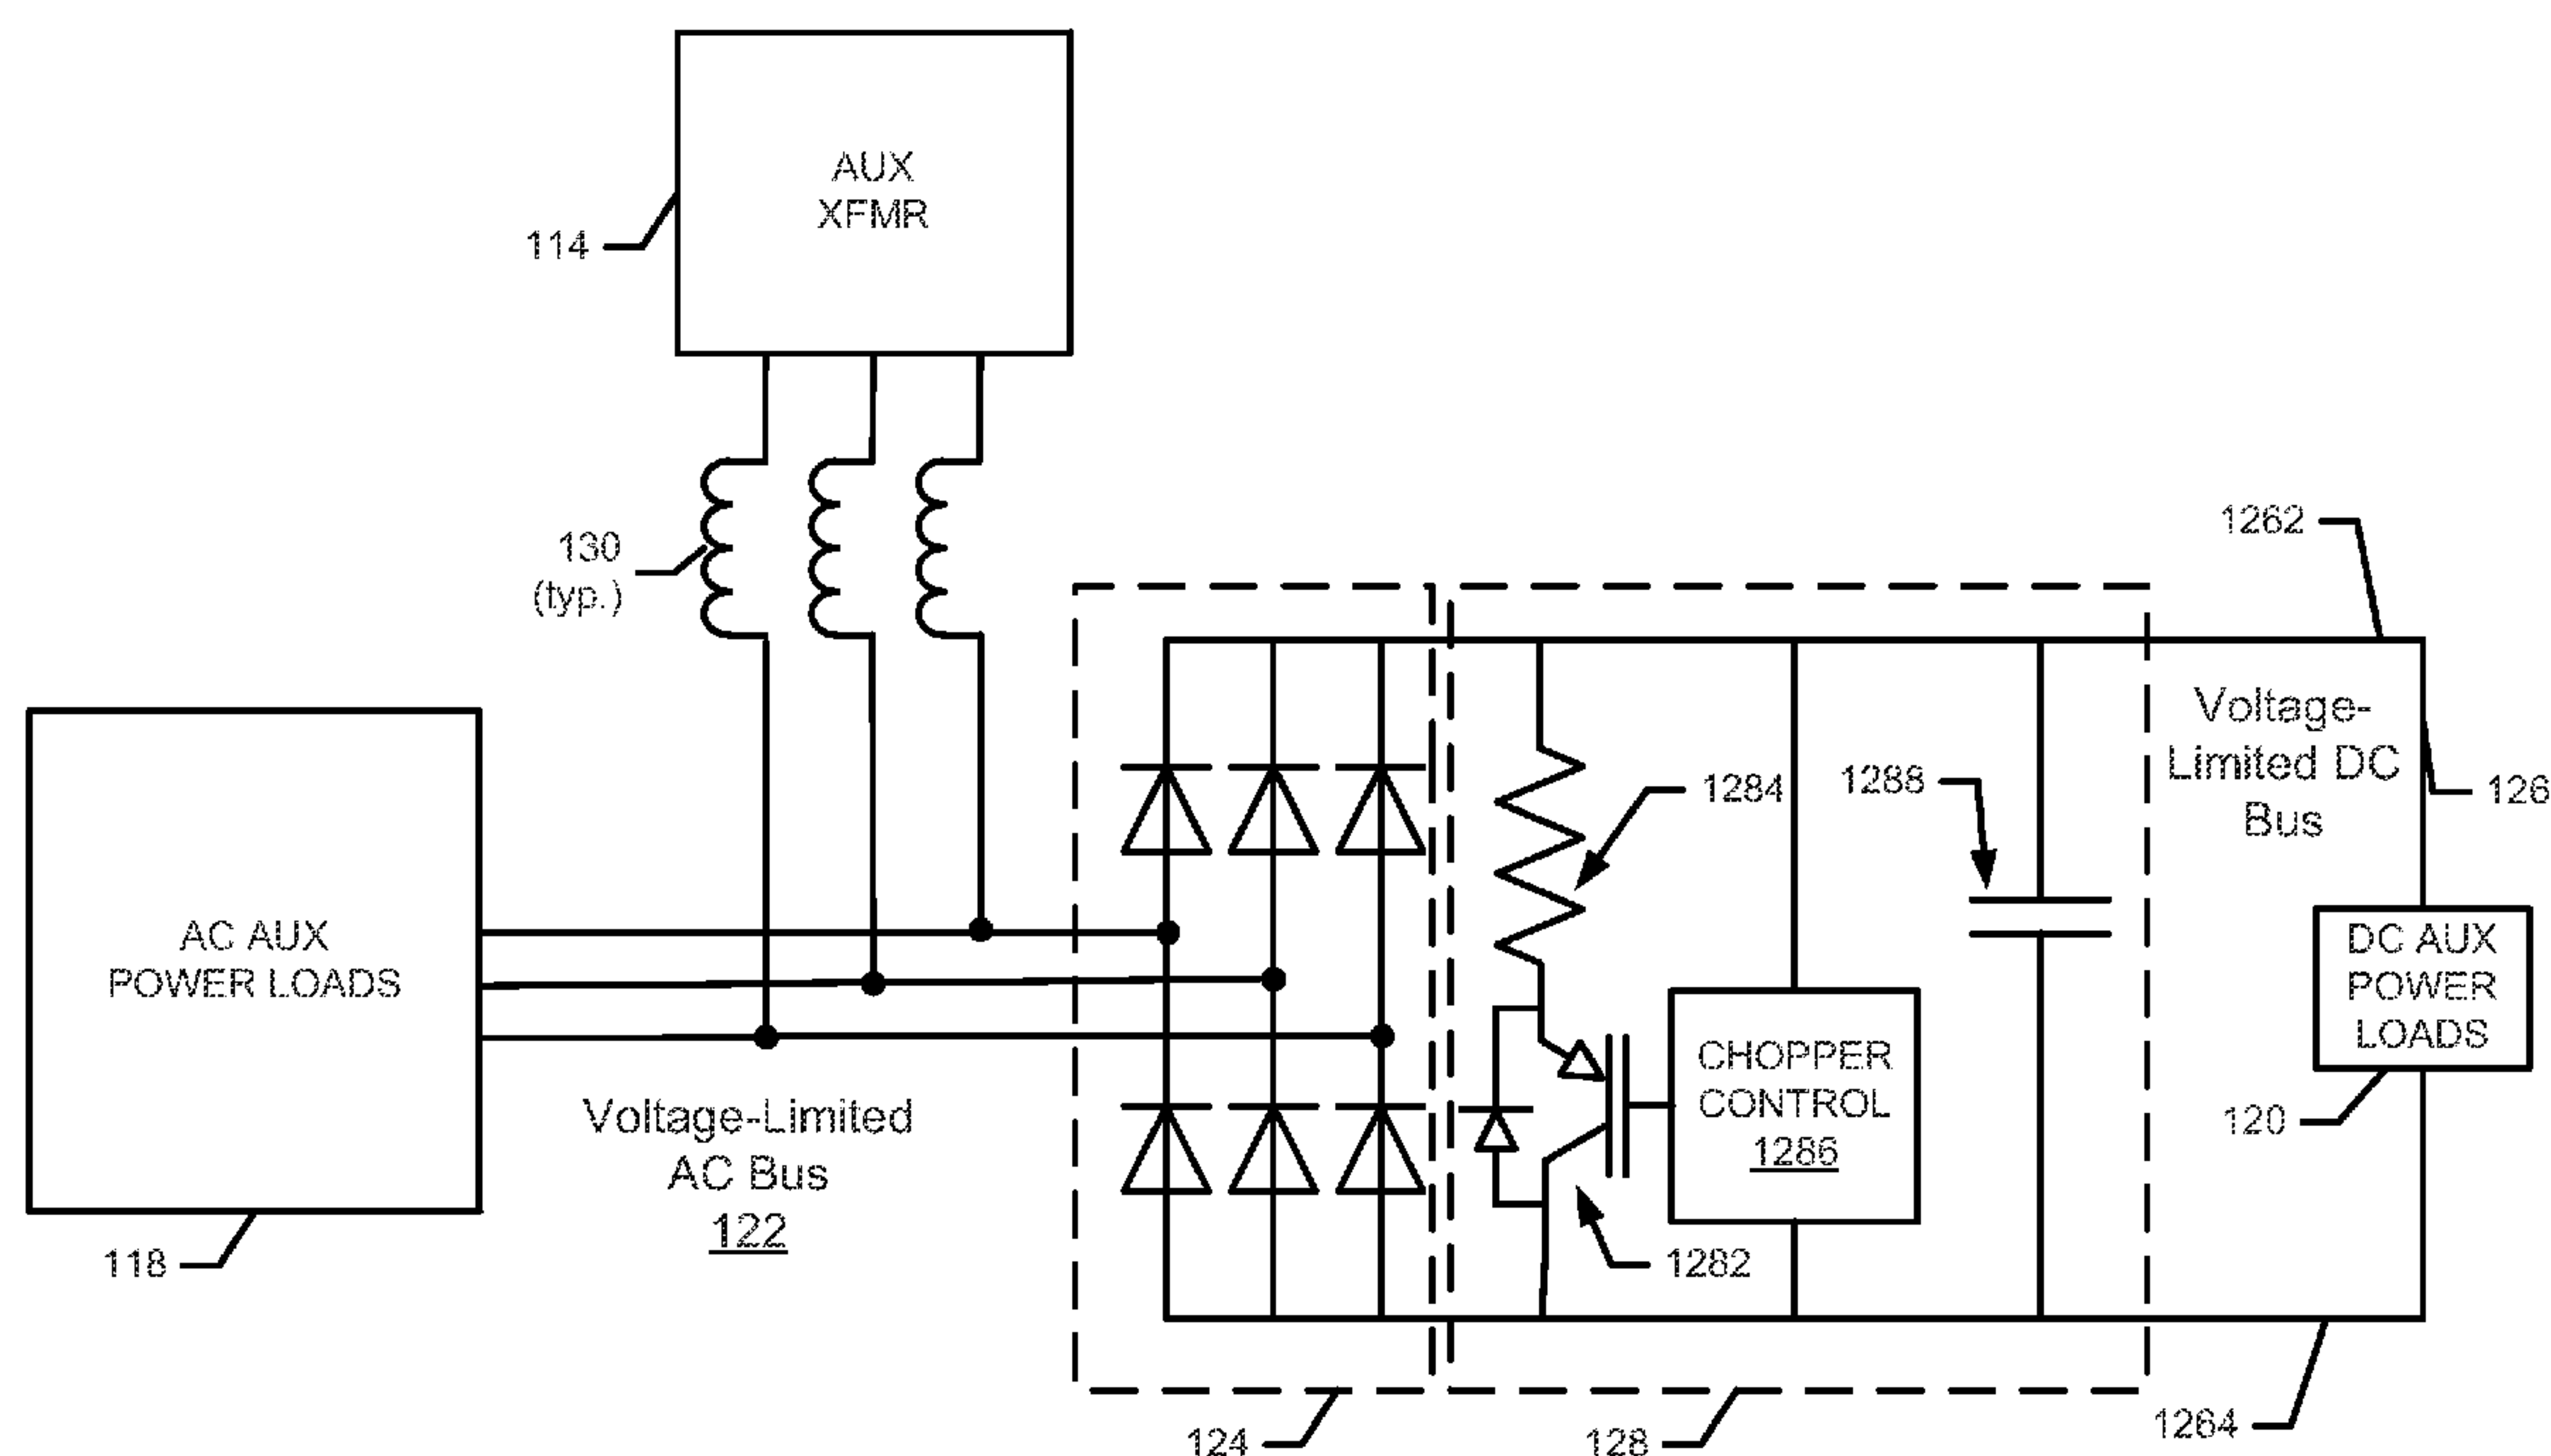 AUX
XFMR
114
130
(typ.)
1262
Voltage-
Limited DC
Bus
1284
1288
126
AC AUX
POWER LOADS
DC AUX
POWER
LOADS
CHOPPER
CONTROL
1286
Voltage-Limited
AC Bus
122
120
118
1282
124
128
1264